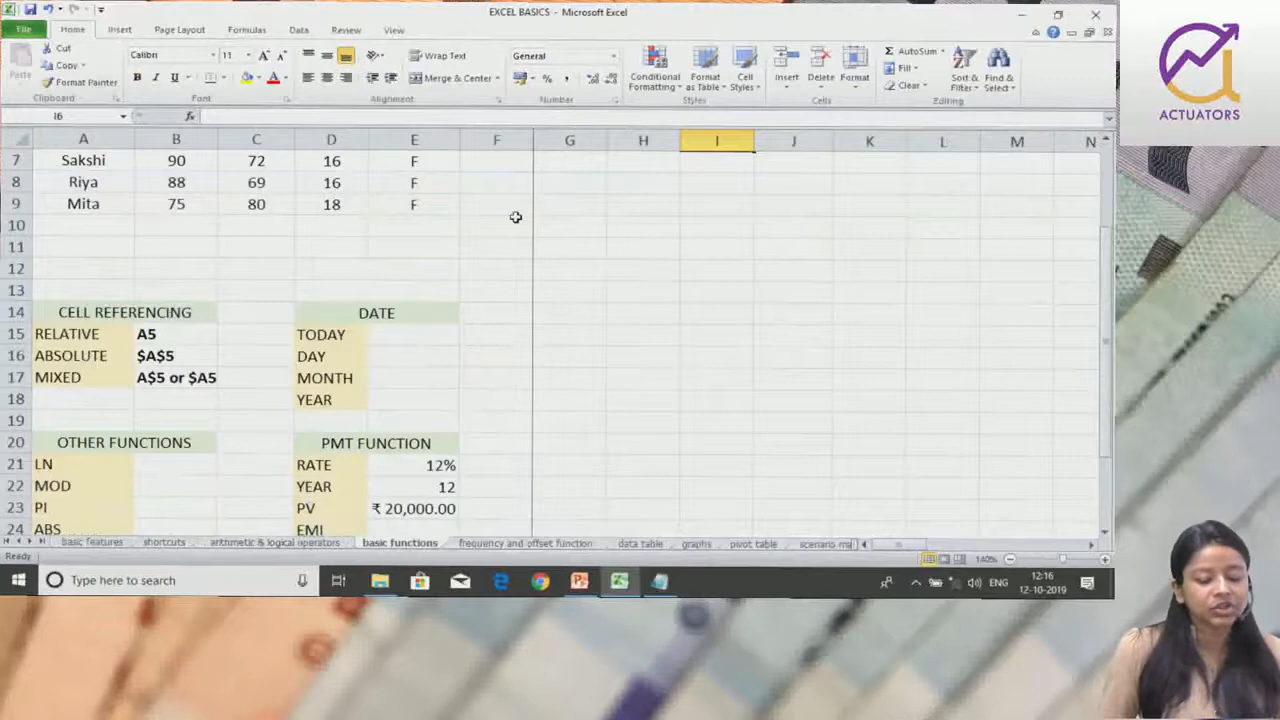 EXCEL BASICS - Microsoft Excel
File Home Insert Page Layout Formulas Data Review View
Cut
Copy
Format Painter
Paste
Clipboard
Calibri 11
B I U
Font
Wrap Text
Merge & Center
Alignment
General
%
Number
Conditional Formatting
Format as Table
Cell Styles
Styles
Insert Delete Format
Cells
AutoSum
Fill
Clear
Sort & Filter
Find & Select
Editing
ACTUATORS
I6 fx
A B C D E F G H I J K L M N
7 Sakshi 90 72 16 F
8 Riya 88 69 16 F
9 Mita 75 80 18 F
10
11
12
13
14 CELL REFERENCING DATE
15 RELATIVE A5 TODAY
16 ABSOLUTE $A$5 DAY
17 MIXED A$5 or $A5 MONTH
18 YEAR
19
20 OTHER FUNCTIONS PMT FUNCTION
21 LN RATE 12%
22 MOD YEAR 12
23 PI PV ₹ 20,000.00
24 ABS EMI
basic features shortcuts arithmetic & logical operators basic functions frequency and offset function data table graphs pivot table scenario ma
Ready 140%
Type here to search
ENG
12:16
12-10-2019